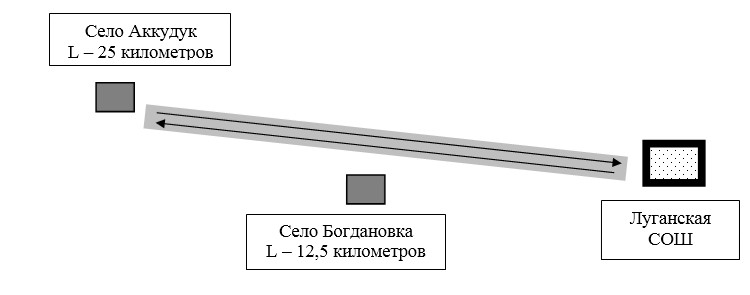 Село Аккудук
L – 25 километров
Село Богдановка
L – 12,5 километров
Луганская
СОШ